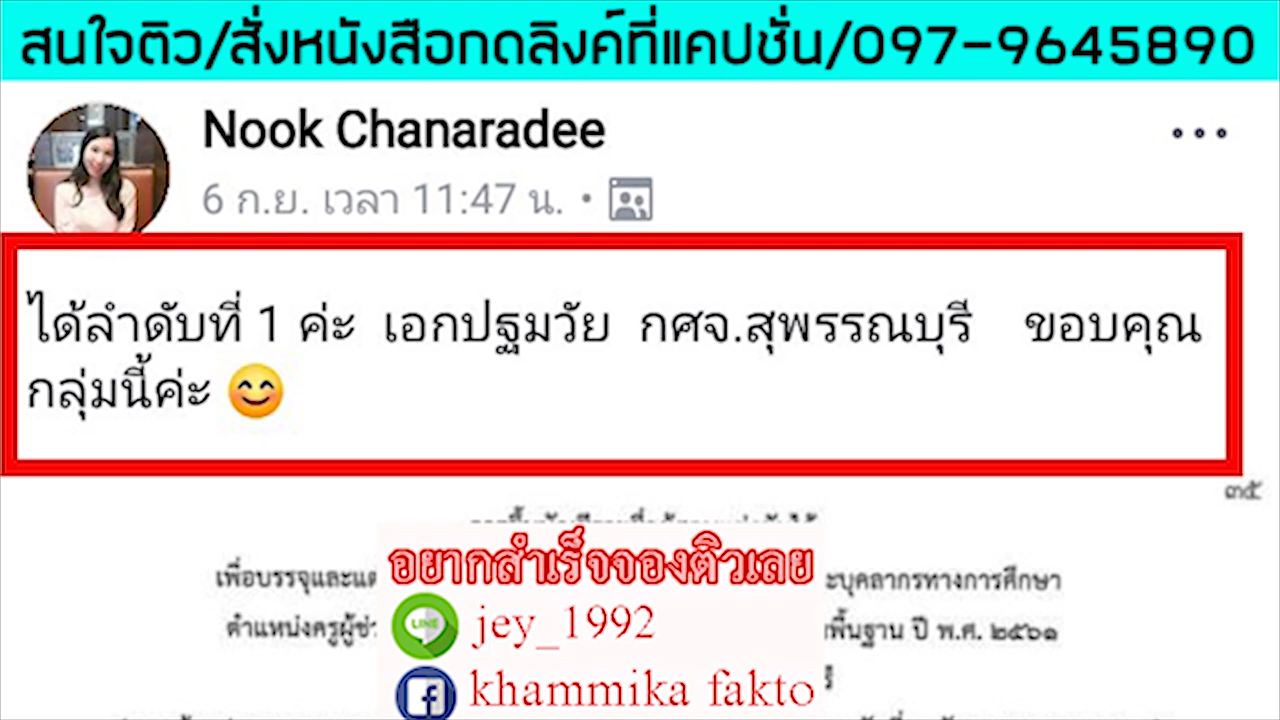 สนใจติว/สั่งหนังสือกดลิงค์ที่แคปชั่น/097-9645890
Nook Chanaradee
6 ก.ย. เวลา 11:47 น. •
ได้ลำดับที่ 1 ค่ะ เอกปฐมวัย กศจ.สุพรรณบุรี ขอบคุณ
กลุ่มนี้ค่ะ 😊
๓๕
อยากสำเร็จจองติวเลย
เพื่อบรรจุและแต ะบุคลากรทางการศึกษา
LINE jey_1992
ตำแหน่งครูผู้ช่ว พื้นฐาน ปี พ.ศ. ๒๕๖๑
khammika fakto